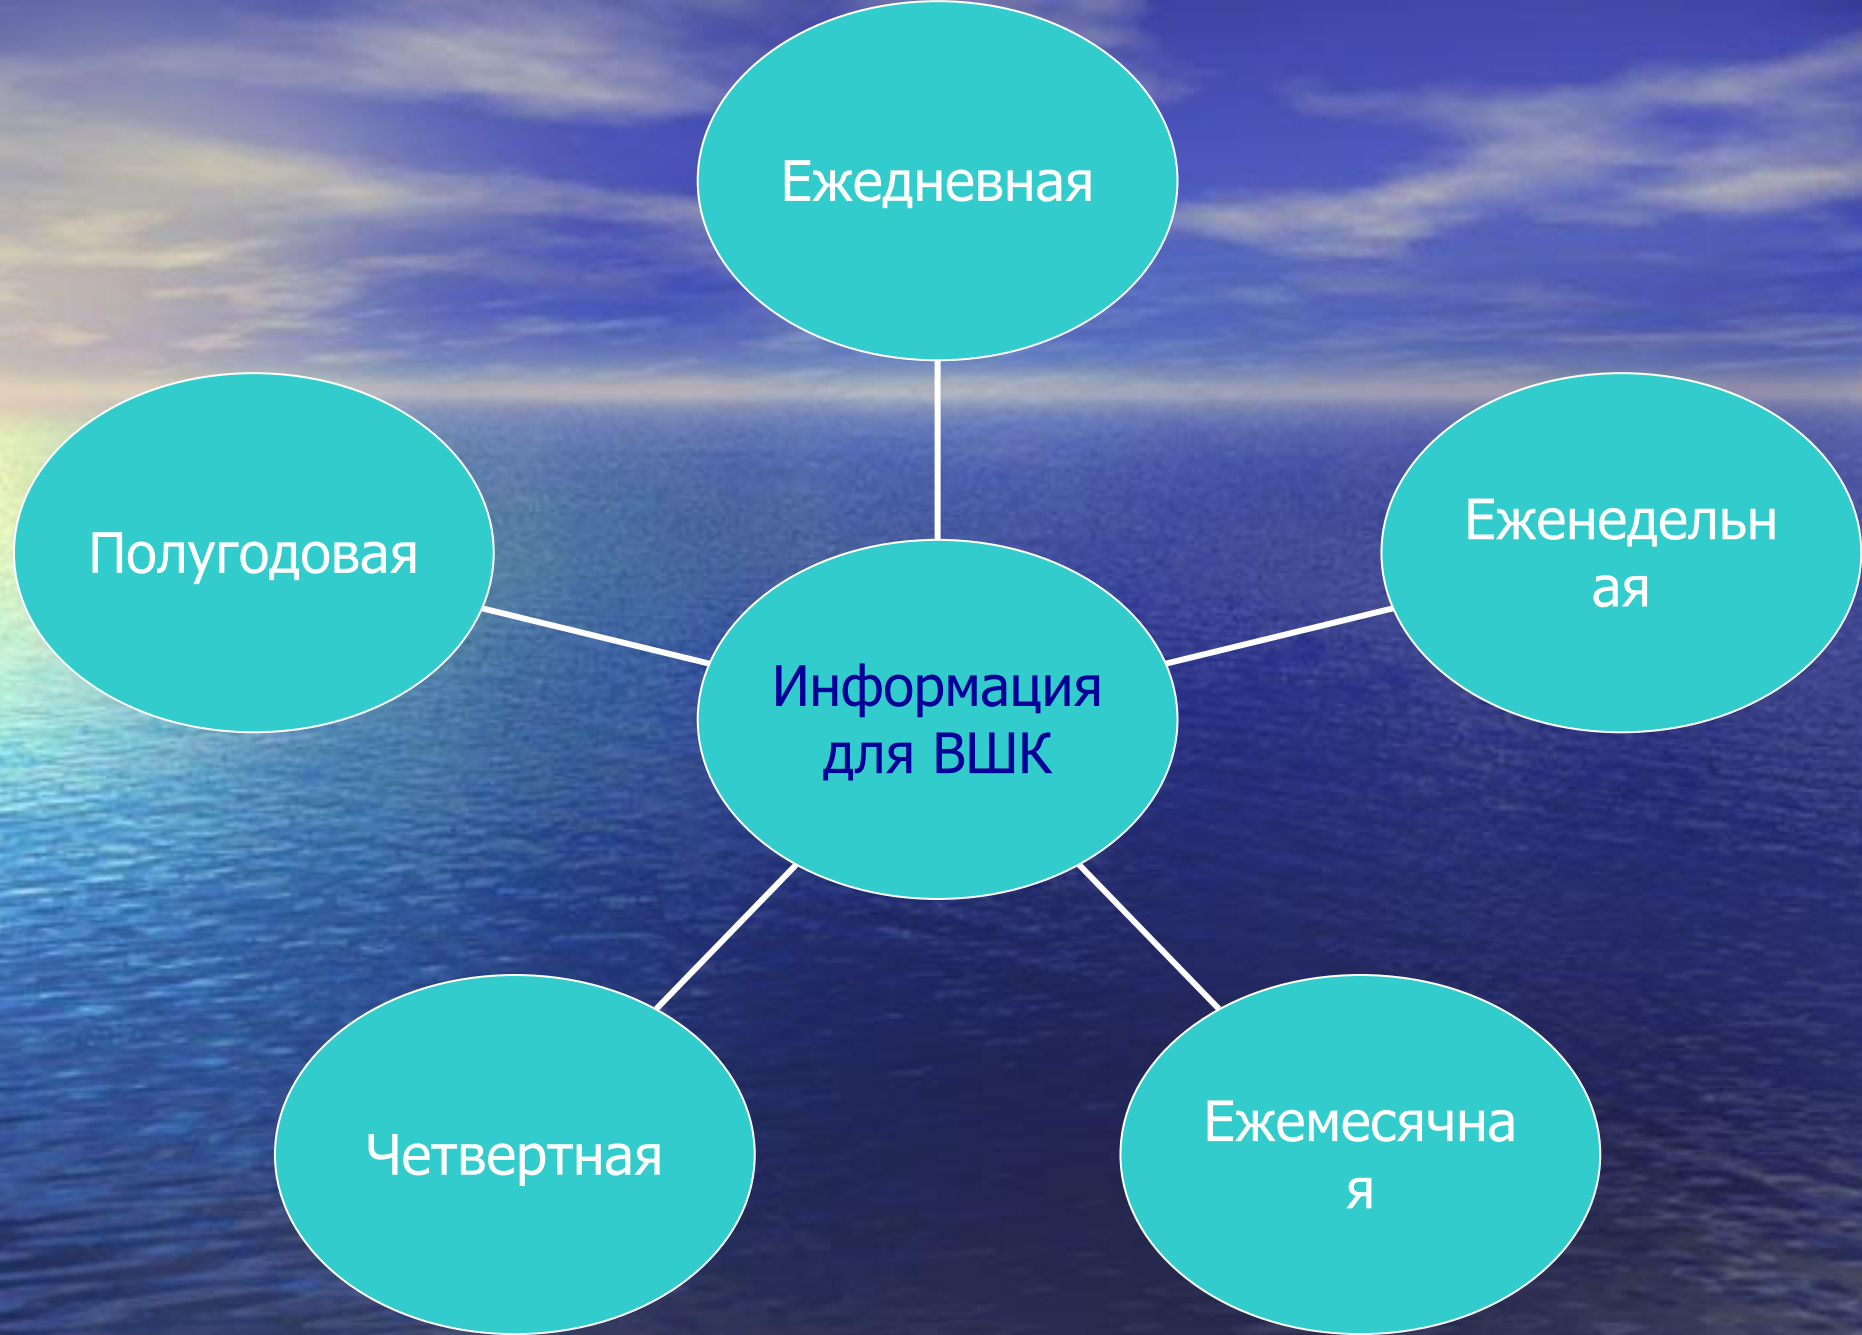 Ежедневная
Еженедельн
ая
Ежемесячна
я
Четвертная
Полугодовая
Информация
для ВШК